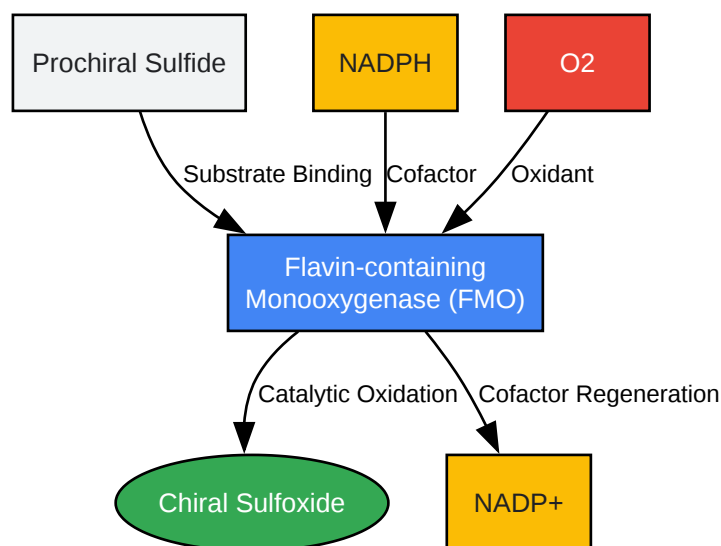 Prochiral Sulfide
NADPH
O2
Substrate Binding
Cofactor
Oxidant
Flavin-containing
Monooxygenase (FMO)
Catalytic Oxidation
Cofactor Regeneration
Chiral Sulfoxide
NADP+